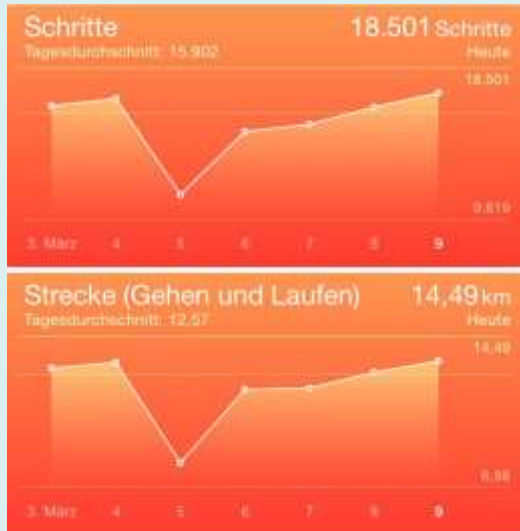 Schritte 18.501 Schritte
Tagesdurchschnitt: 15.902 Heute
18.501
9.619
3. März 4 5 6 7 8 9
Strecke (Gehen und Laufen) 14,49 km
Tagesdurchschnitt: 12,57 Heute
14,49
3. März 4 5 6 7 8 9